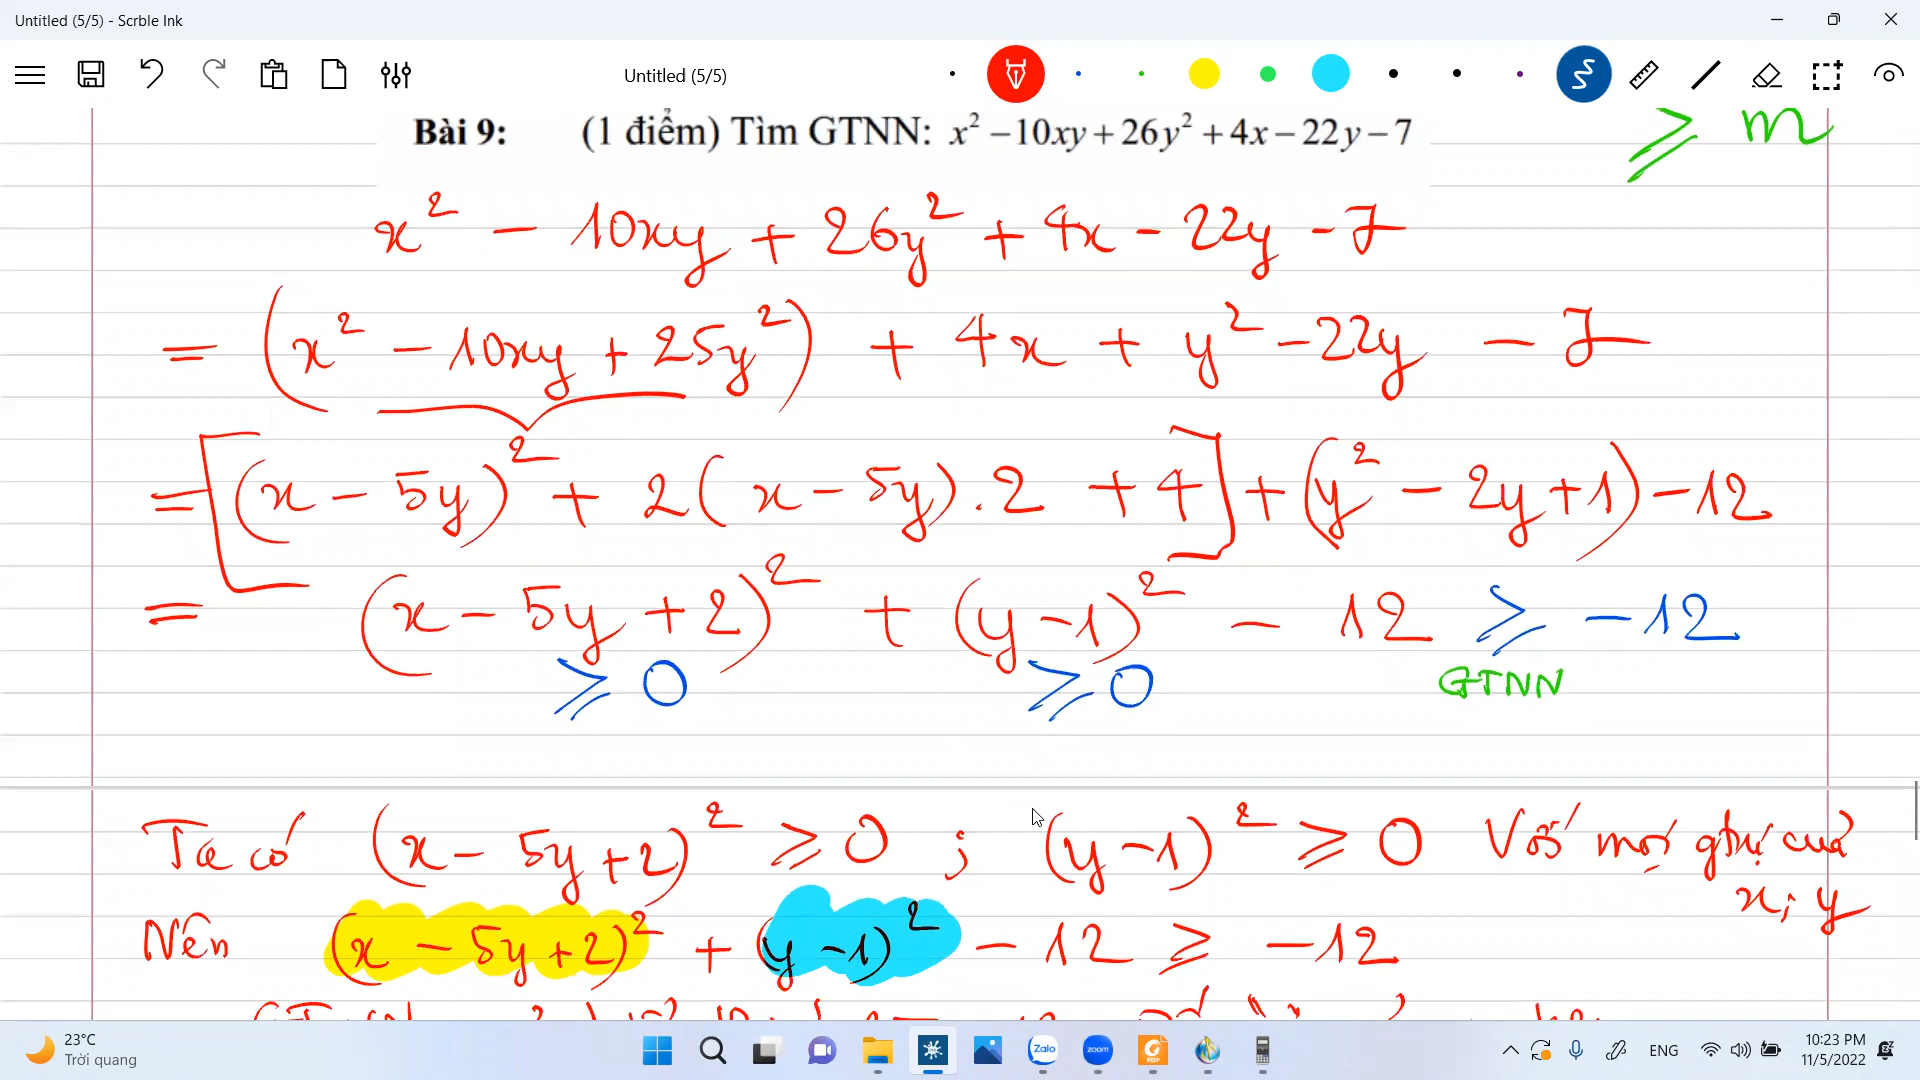 Untitled (5/5) - Scrble Ink
Untitled (5/5)
Bài 9: (1 điểm) Tìm GTNN: x² − 10xy + 26y² + 4x − 22y − 7
≥ m
x² − 10xy + 26y² + 4x − 22y − 7
= (x² − 10xy + 25y²) + 4x + y² − 22y − 7
= [(x − 5y)² + 2(x − 5y).2 + 4] + (y² − 2y + 1) − 12
= (x − 5y + 2)² + (y − 1)² − 12 ≥ −12
≥ 0 ≥ 0 GTNN
Ta có (x − 5y + 2)² ≥ 0 ; (y − 1)² ≥ 0 Với mọi gtrị của
x; y
Nên (x − 5y + 2)² + (y − 1)² − 12 ≥ −12
23°C
Trời quang
Zalo
zoom
PDF
ENG
10:23 PM
11/5/2022